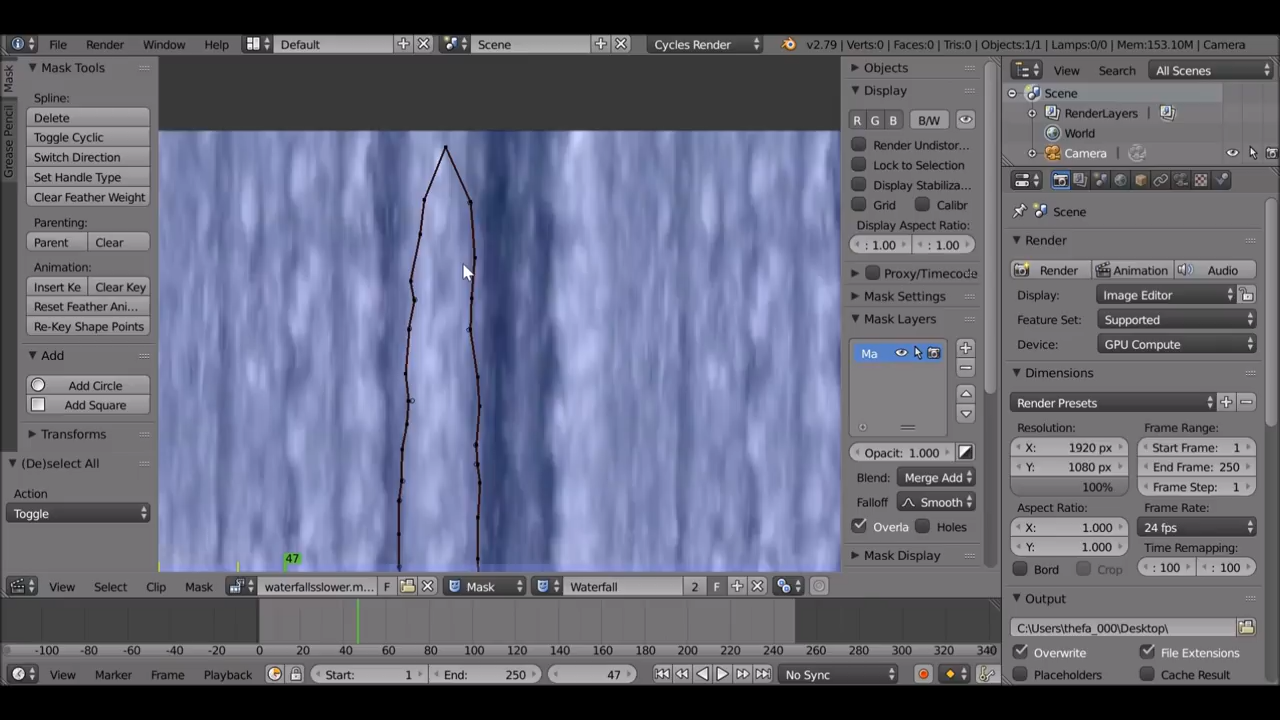 File Render Window Help Default Scene Cycles Render v2.79 | Verts:0 | Faces:0 | Tris:0 | Objects:1/1 | Lamps:0/0 | Mem:153.10M | Camera
Mask
Grease Pencil
Mask Tools
Spline:
Delete
Toggle Cyclic
Switch Direction
Set Handle Type
Clear Feather Weight
Parenting:
Parent Clear
Animation:
Insert Ke Clear Key
Reset Feather Ani...
Re-Key Shape Points
Add
Add Circle
Add Square
Transforms
(De)select All
Action
Toggle
47
Objects
Display
R G B B/W
Render Undistor...
Lock to Selection
Display Stabiliza...
Grid Calibr
Display Aspect Ratio:
: 1.00 : 1.00
Proxy/Timecode
Mask Settings
Mask Layers
Ma
Opacit: 1.000
Blend: Merge Add
Falloff Smooth
Overla Holes
Mask Display
View Select Clip Mask waterfallsslower.m... F Mask Waterfall 2 F
-100 -80 -60 -40 -20 0 20 40 60 80 100 120 140 160 180 200 220 240 260 280 300 320 340
View Marker Frame Playback Start: 1 End: 250 47 No Sync
View Search All Scenes
Scene
RenderLayers
World
Camera
Scene
Render
Render Animation Audio
Display: Image Editor
Feature Set: Supported
Device: GPU Compute
Dimensions
Render Presets
Resolution: Frame Range:
X: 1920 px Start Frame: 1
Y: 1080 px End Frame: 250
100% Frame Step: 1
Aspect Ratio: Frame Rate:
X: 1.000 24 fps
Y: 1.000 Time Remapping:
Bord Crop : 100 : 100
Output
C:\Users\thefa_000\Desktop\
Overwrite File Extensions
Placeholders Cache Result